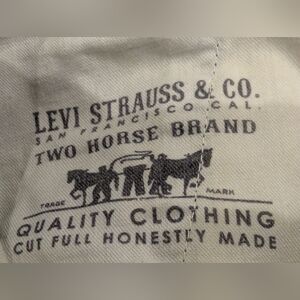 LEVI STRAUSS & CO.
SAN FRANCISCO CAL.
TWO HORSE BRAND
TRADE MARK
QUALITY CLOTHING
CUT FULL HONESTLY MADE